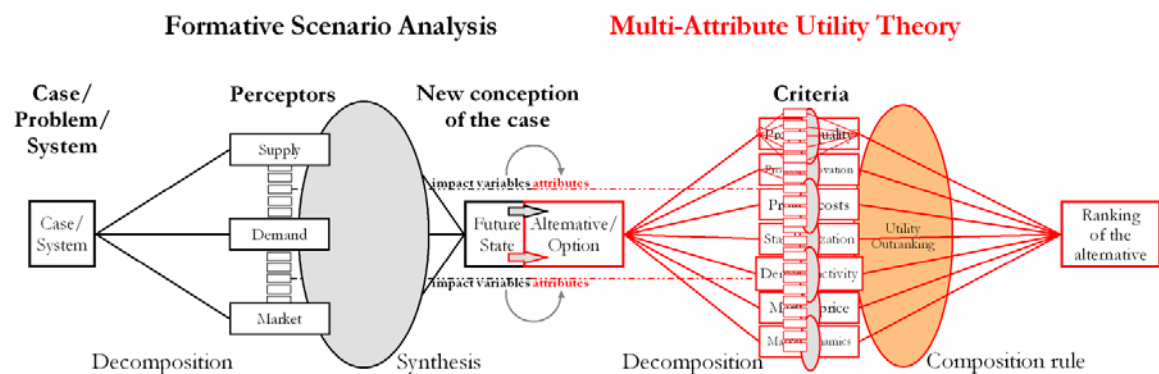 Formative Scenario Analysis
Multi-Attribute Utility Theory
Case/
Problem/
System
Perceptors
New conception
of the case
Criteria
Supply
impact variables attributes
Case/
System
Demand
Future
State
Alternative/
Option
costs
Utility
Outranking
Ranking
of the
alternative
impact variables attributes
price
Market
Decomposition
Synthesis
Decomposition
Composition rule